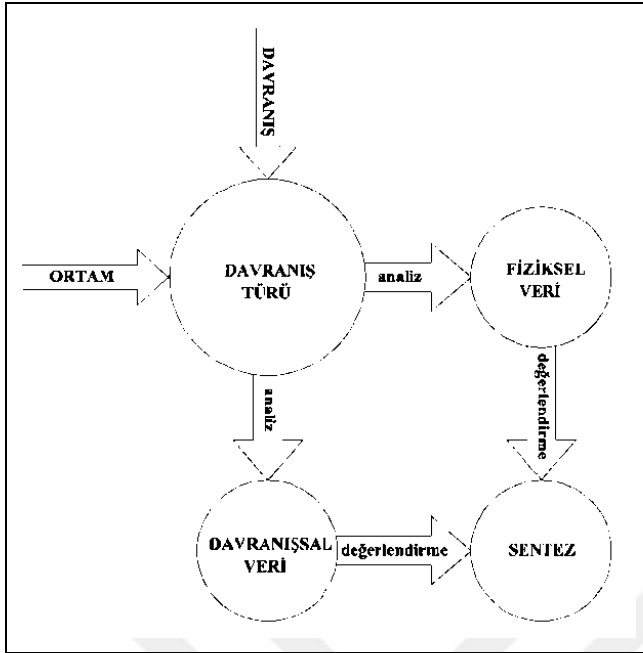 DAVRANIŞ
ORTAM
DAVRANIŞ
TÜRÜ
analiz
FİZİKSEL
VERİ
analiz
değerlendirme
DAVRANIŞSAL
VERİ
değerlendirme
SENTEZ